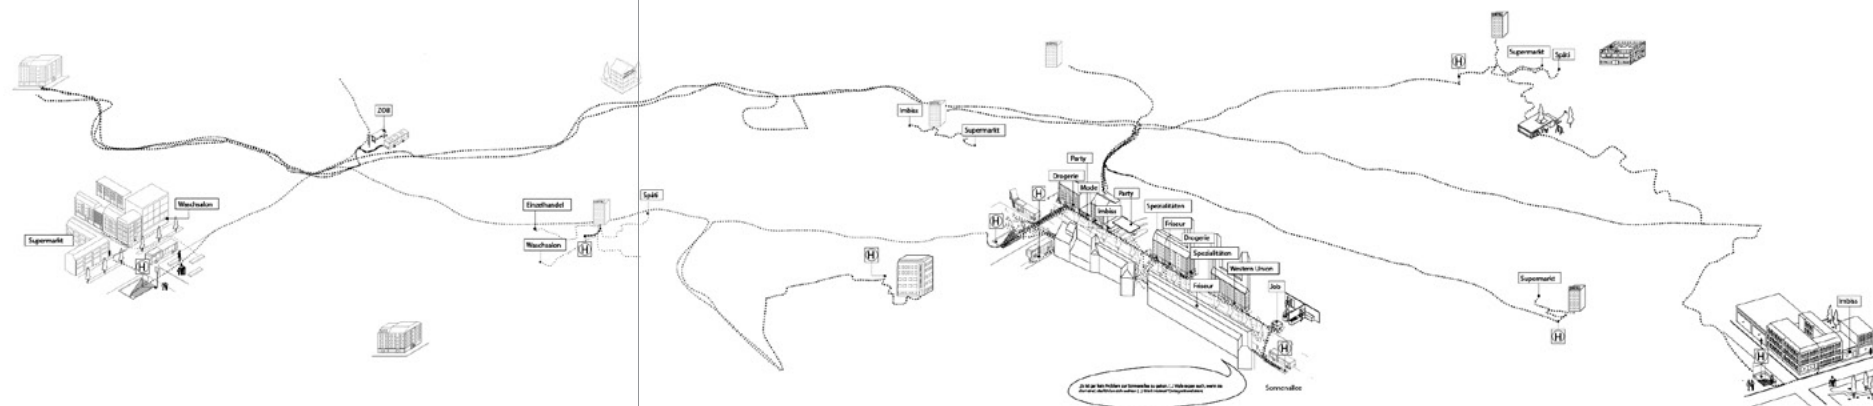 ZOB
Waschsalon
Supermarkt
H
Einzelhandel
Waschsalon
H
Späti
Imbiss
Supermarkt
H
H
H
Party
Drogerie
Mode
Party
Imbiss
Spezialitäten
Friseur
Drogerie
Spezialitäten
Western Union
Friseur
Job
H
Sonnenallee
H
Supermarkt
Späti
Supermarkt
H
Imbiss
H